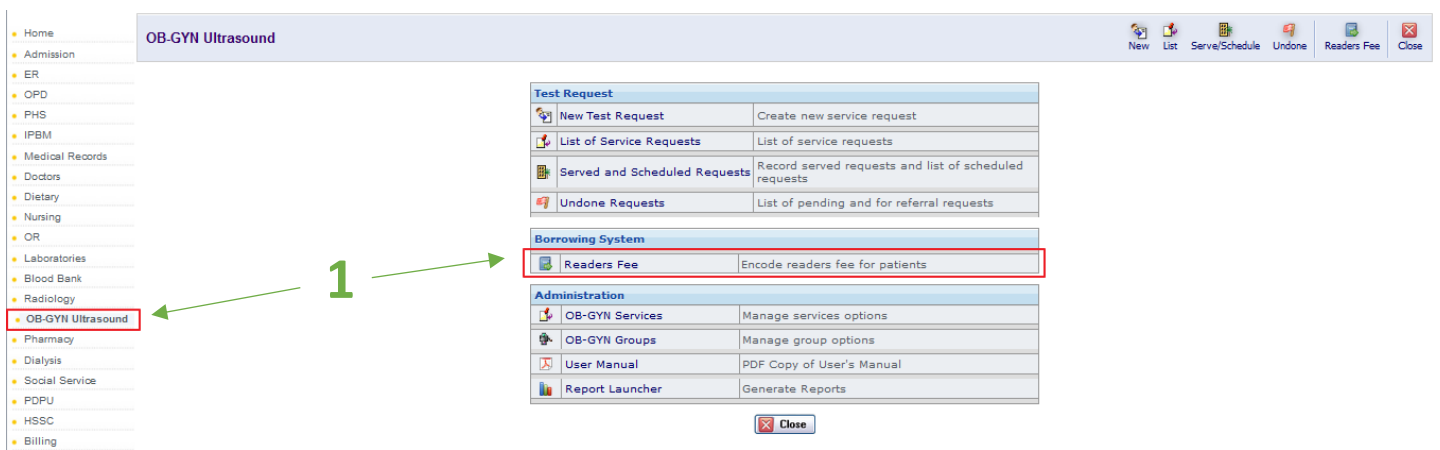 Home
Admission
ER
OPD
PHS
IPBM
Medical Records
Doctors
Dietary
Nursing
OR
Laboratories
Blood Bank
Radiology
OB-GYN Ultrasound
Pharmacy
Dialysis
Social Service
PDPU
HSSC
Billing
OB-GYN Ultrasound
New List Serve/Schedule Undone Readers Fee Close
Test Request
New Test Request Create new service request
List of Service Requests List of service requests
Served and Scheduled Requests Record served requests and list of scheduled
requests
Undone Requests List of pending and for referral requests
Borrowing System
Readers Fee Encode readers fee for patients
1
Administration
OB-GYN Services Manage services options
OB-GYN Groups Manage group options
User Manual PDF Copy of User's Manual
Report Launcher Generate Reports
Close